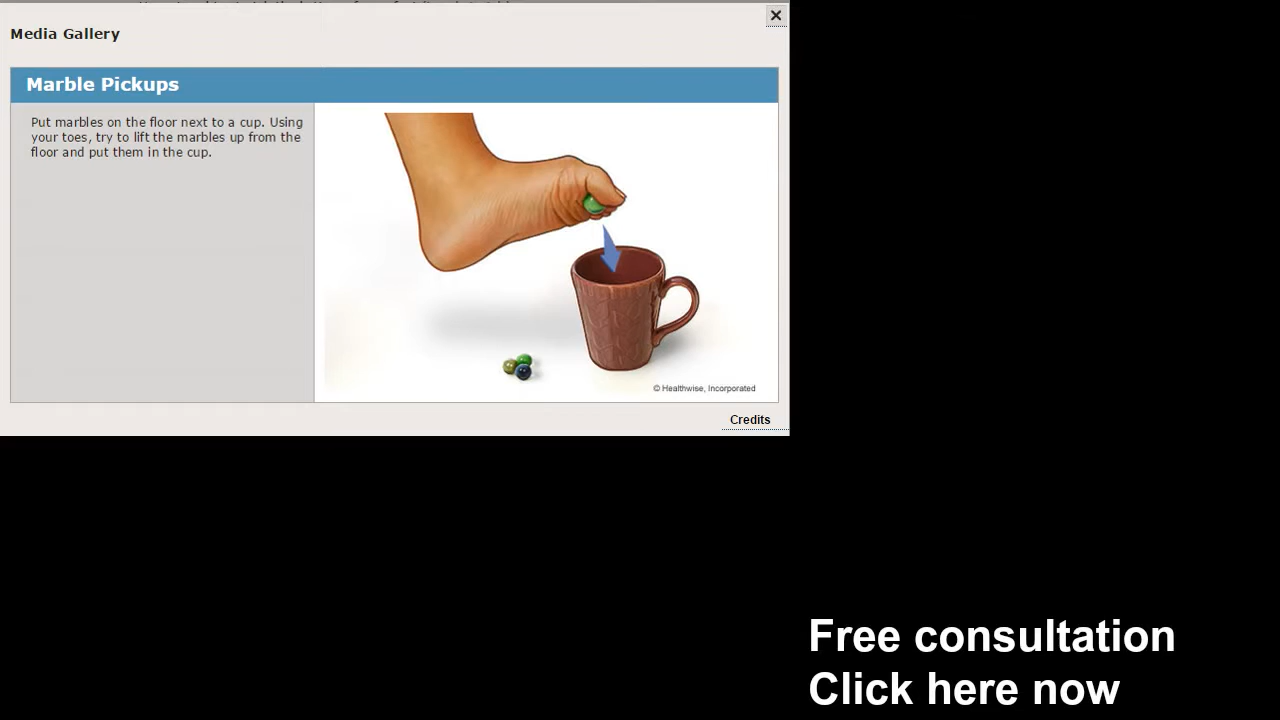 Media Gallery
Marble Pickups
Put marbles on the floor next to a cup. Using
your toes, try to lift the marbles up from the
floor and put them in the cup.
© Healthwise, Incorporated
Credits
Free consultation
Click here now